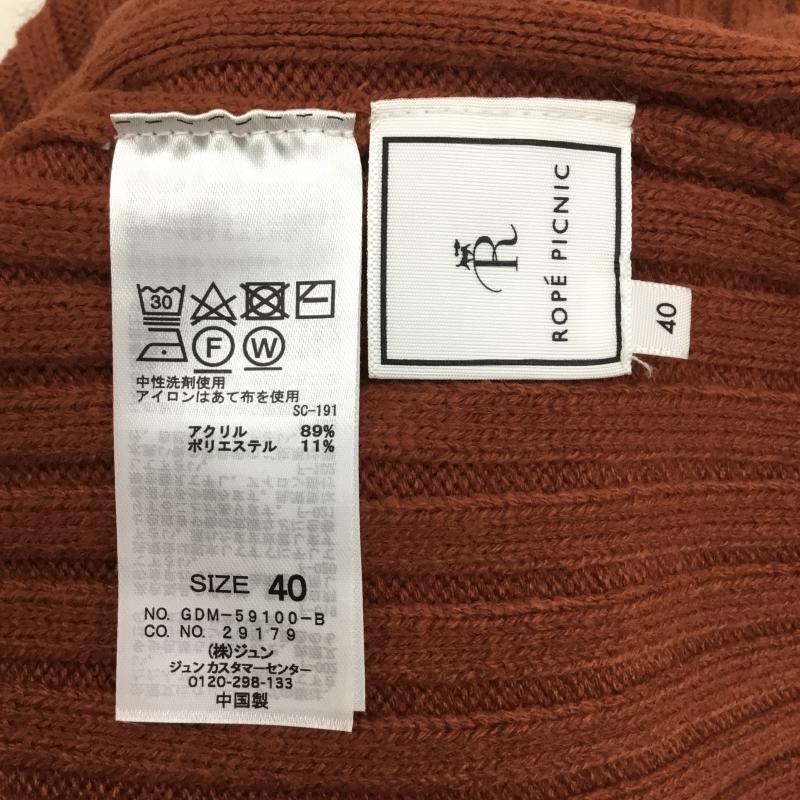 30
F W
中性洗剤使用
アイロンはあて布を使用
SC-191
アクリル 89%
ポリエステル 11%
SIZE 40
NO. GDM-59100-B
CO. NO. 29179
(株)ジュン
ジュンカスタマーセンター
0120-298-133
中国製
R
ROPÉ PICNIC
40